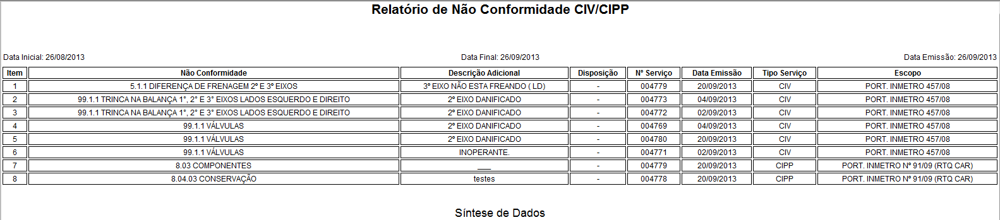 Relatório de Não Conformidade CIV/CIPP
Data Inicial: 26/08/2013 Data Final: 26/09/2013 Data Emissão: 26/09/2013
Item Não Conformidade Descrição Adicional Disposição Nº Serviço Data Emissão Tipo Serviço Escopo
1 5.1.1 DIFERENÇA DE FRENAGEM 2º E 3º EIXOS 3º EIXO NÃO ESTA FREANDO ( LD) - 004779 20/09/2013 CIV PORT. INMETRO 457/08
2 99.1.1 TRINCA NA BALANÇA 1°, 2° E 3° EIXOS LADOS ESQUERDO E DIREITO 2º EIXO DANIFICADO - 004773 04/09/2013 CIV PORT. INMETRO 457/08
3 99.1.1 TRINCA NA BALANÇA 1°, 2° E 3° EIXOS LADOS ESQUERDO E DIREITO 2º EIXO DANIFICADO - 004772 02/09/2013 CIV PORT. INMETRO 457/08
4 99.1.1 VÁLVULAS 2º EIXO DANIFICADO - 004769 04/09/2013 CIV PORT. INMETRO 457/08
5 99.1.1 VÁLVULAS 2º EIXO DANIFICADO - 004780 20/09/2013 CIV PORT. INMETRO 457/08
6 99.1.1 VÁLVULAS INOPERANTE. - 004771 02/09/2013 CIV PORT. INMETRO 457/08
7 8.03 COMPONENTES ___ - 004779 20/09/2013 CIPP PORT. INMETRO Nº 91/09 (RTQ CAR)
8 8.04.03 CONSERVAÇÃO testes - 004778 20/09/2013 CIPP PORT. INMETRO Nº 91/09 (RTQ CAR)
Síntese de Dados